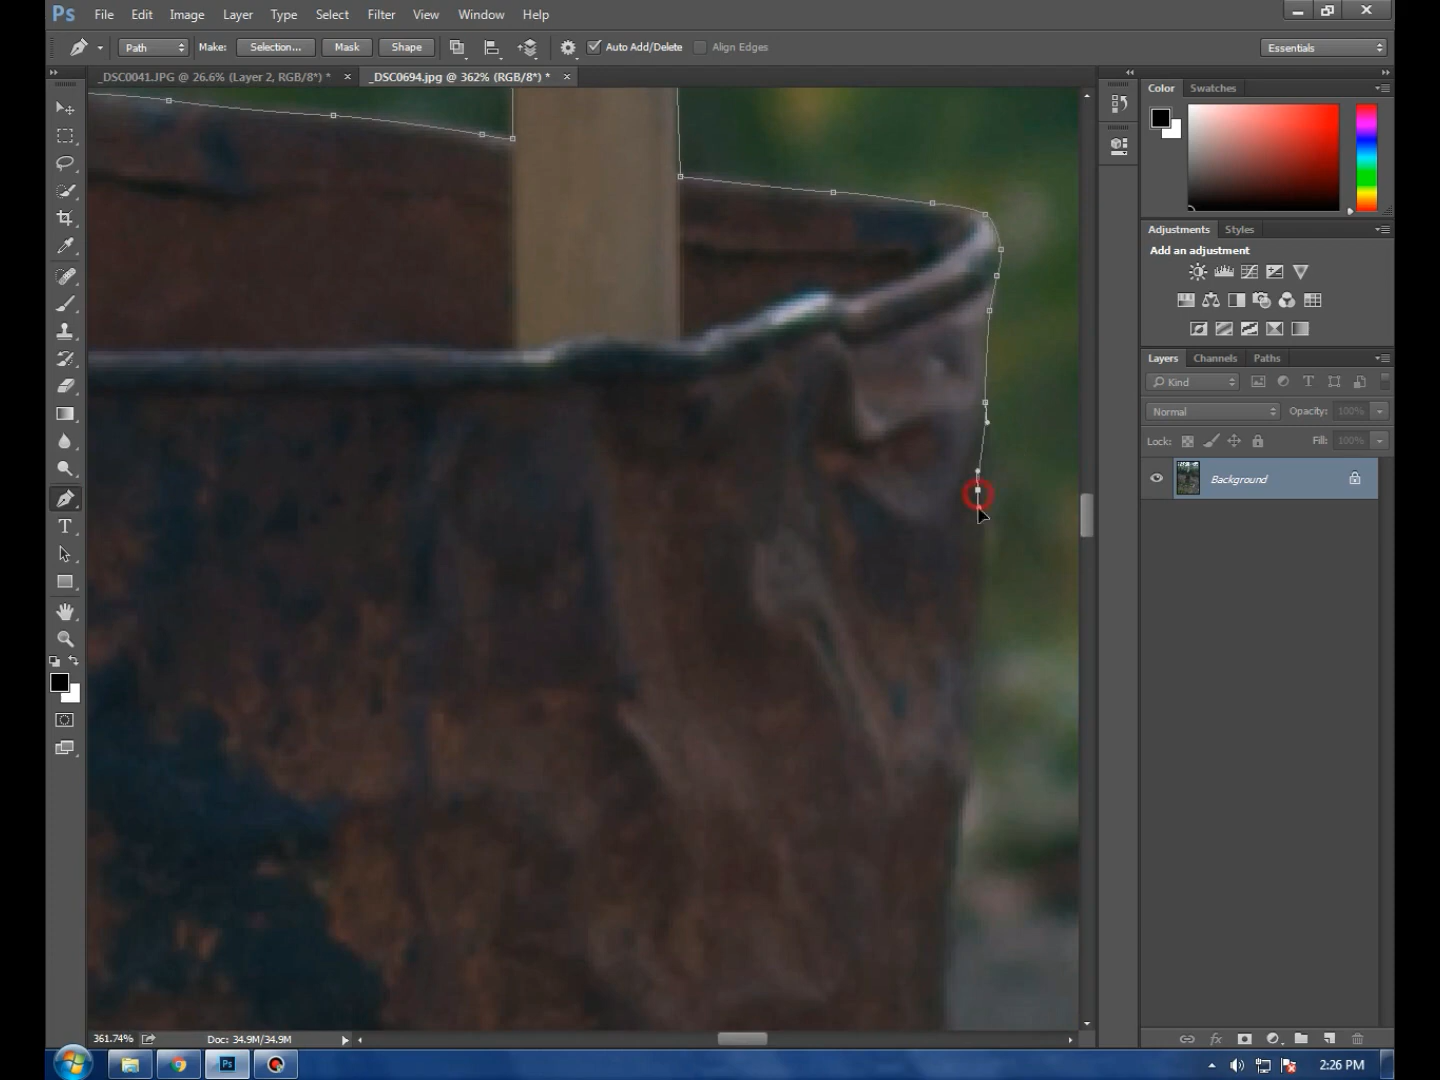 Ps File Edit Image Layer Type Select Filter View Window Help
Path Make: Selection... Mask Shape Auto Add/Delete Align Edges Essentials
_DSC0041.JPG @ 26.6% (Layer 2, RGB/8*) * × _DSC0694.jpg @ 362% (RGB/8*) * ×
Color Swatches
Adjustments Styles
Add an adjustment
Layers Channels Paths
Kind
Normal Opacity: 100%
Lock: Fill: 100%
Background
361.74% Doc: 34.9M/34.9M
Ps 2:26 PM